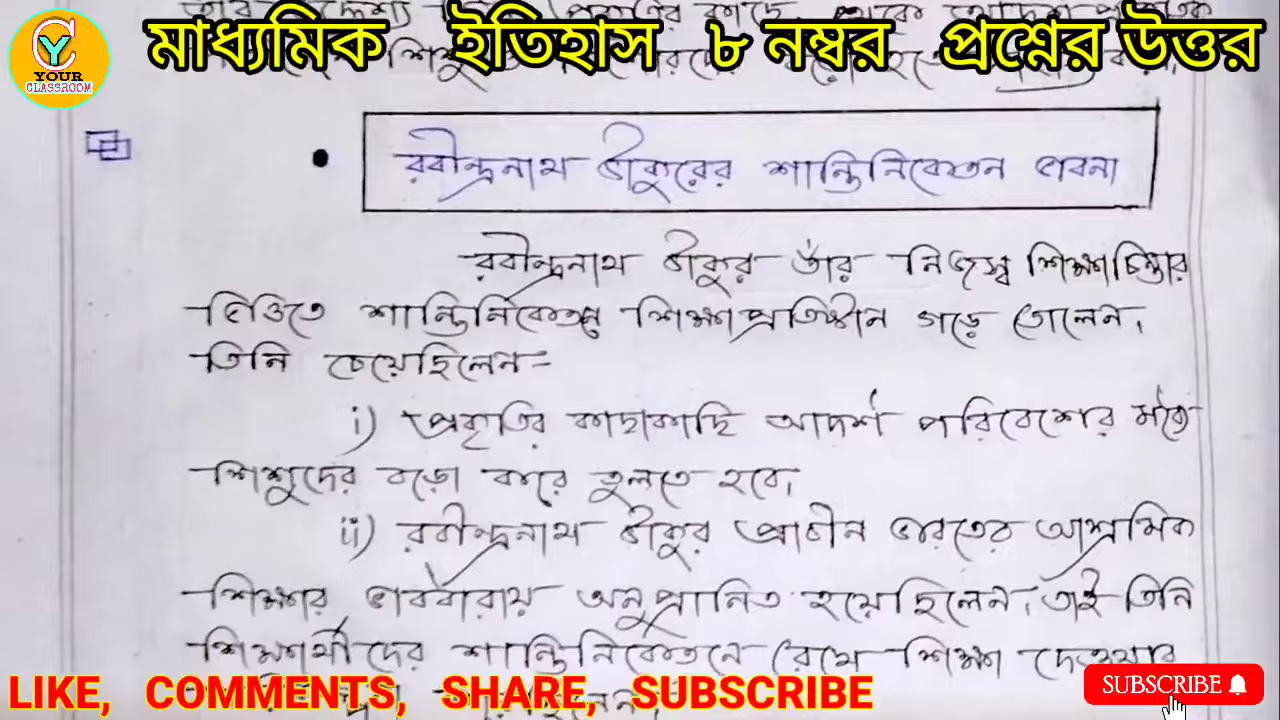 মাধ্যমিক ইতিহাস ৮ নম্বর প্রশ্নের উত্তর
CY
YOUR
CLASSROOM
রবীন্দ্রনাথ ঠাকুরের শান্তিনিকেতন ভাবনা
রবীন্দ্রনাথ ঠাকুর তাঁর নিজস্ব শিক্ষাচিন্তার
ভিত্তিতে শান্তিনিকেতনে শিক্ষাপ্রতিষ্ঠান গড়ে তোলেন,
তিনি চেয়েছিলেন-
i) প্রকৃতির কাছাকাছি আদর্শ পরিবেশের মধ্যে
শিশুদের বড়ো করে তুলতে হবে,
ii) রবীন্দ্রনাথ ঠাকুর প্রাচীন ভারতের আশ্রমিক
শিক্ষার ভাবধারায় অনুপ্রানিত হয়েছিলেন, তাই তিনি
শিক্ষার্থীদের শান্তিনিকেতনে রেখে শিক্ষা দেওয়ার
LIKE, COMMENTS, SHARE, SUBSCRIBE
SUBSCRIBE